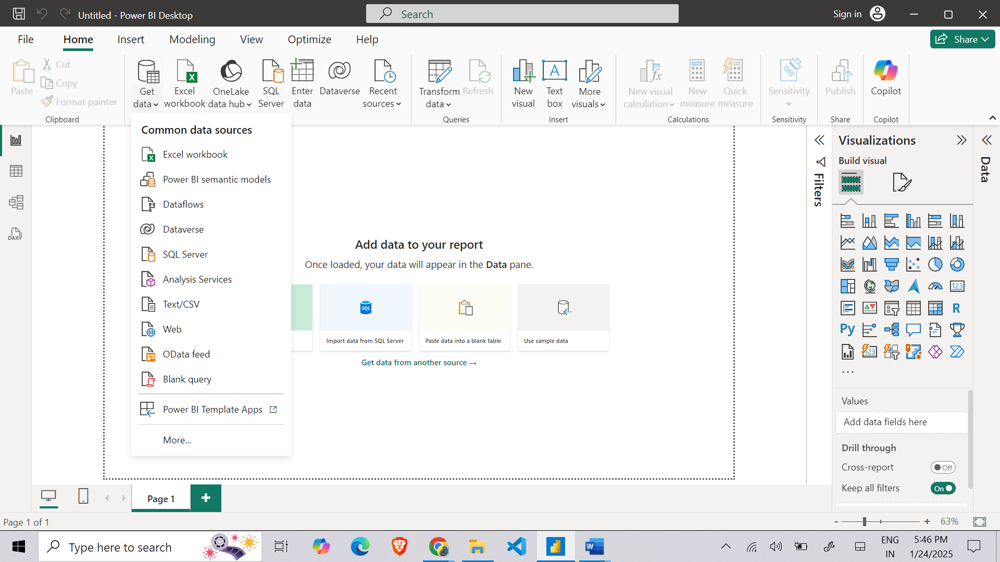 Untitled - Power BI Desktop
Search
Sign in
File
Home
Insert
Modeling
View
Optimize
Help
Share
Paste
Cut
Copy
Format painter
Clipboard
Get
data
Excel
workbook
OneLake
data hub
SQL
Server
Enter
data
Dataverse
Recent
sources
Transform
data
Refresh
Queries
New
visual
Text
box
More
visuals
Insert
New visual
calculation
New
measure
Quick
measure
Calculations
Sensitivity
Sensitivity
Publish
Share
Copilot
Copilot
Common data sources
Excel workbook
Power BI semantic models
Dataflows
Dataverse
SQL Server
Analysis Services
Text/CSV
Web
OData feed
Blank query
Power BI Template Apps
More...
DAX
Add data to your report
Once loaded, your data will appear in the Data pane.
SQL
Import data from SQL Server
Paste data into a blank table
Use sample data
Get data from another source →
Filters
Visualizations
Build visual
123
R
Py
123
...
Values
Add data fields here
Drill through
Cross-report
Off
Keep all filters
On
Data
Page 1
+
Page 1 of 1
- + 63%
Type here to search
ENG
IN
5:46 PM
1/24/2025